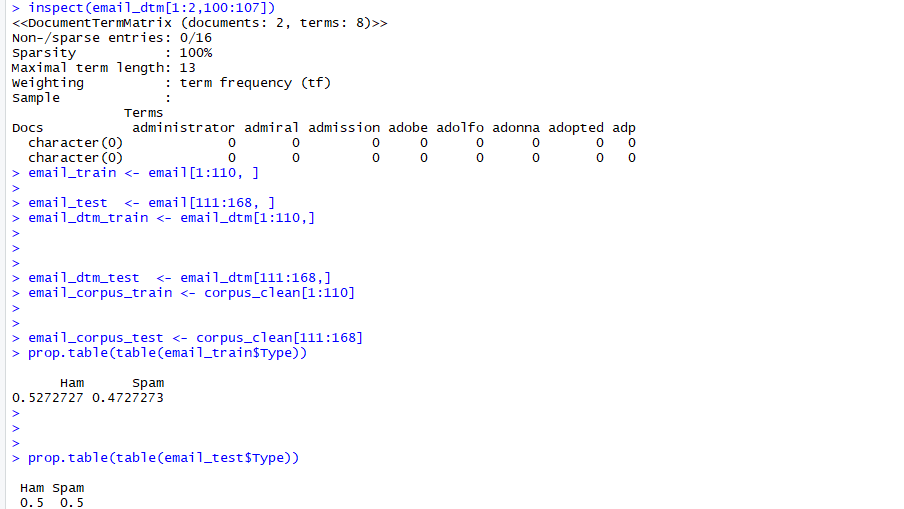 > inspect(email_dtm[1:2,100:107])
<<DocumentTermMatrix (documents: 2, terms: 8)>>
Non-/sparse entries: 0/16
Sparsity           : 100%
Maximal term length: 13
Weighting          : term frequency (tf)
Sample             :
              Terms
Docs           administrator admiral admission adobe adolfo adonna adopted adp
  character(0)             0       0         0     0      0      0       0   0
  character(0)             0       0         0     0      0      0       0   0
> email_train <- email[1:110, ]
>
> email_test  <- email[111:168, ]
> email_dtm_train <- email_dtm[1:110,]
>
>
>
> email_dtm_test  <- email_dtm[111:168,]
> email_corpus_train <- corpus_clean[1:110]
>
>
> email_corpus_test <- corpus_clean[111:168]
> prop.table(table(email_train$Type))
      Ham      Spam
0.5272727 0.4727273
>
>
>
> prop.table(table(email_test$Type))
 Ham Spam
 0.5  0.5